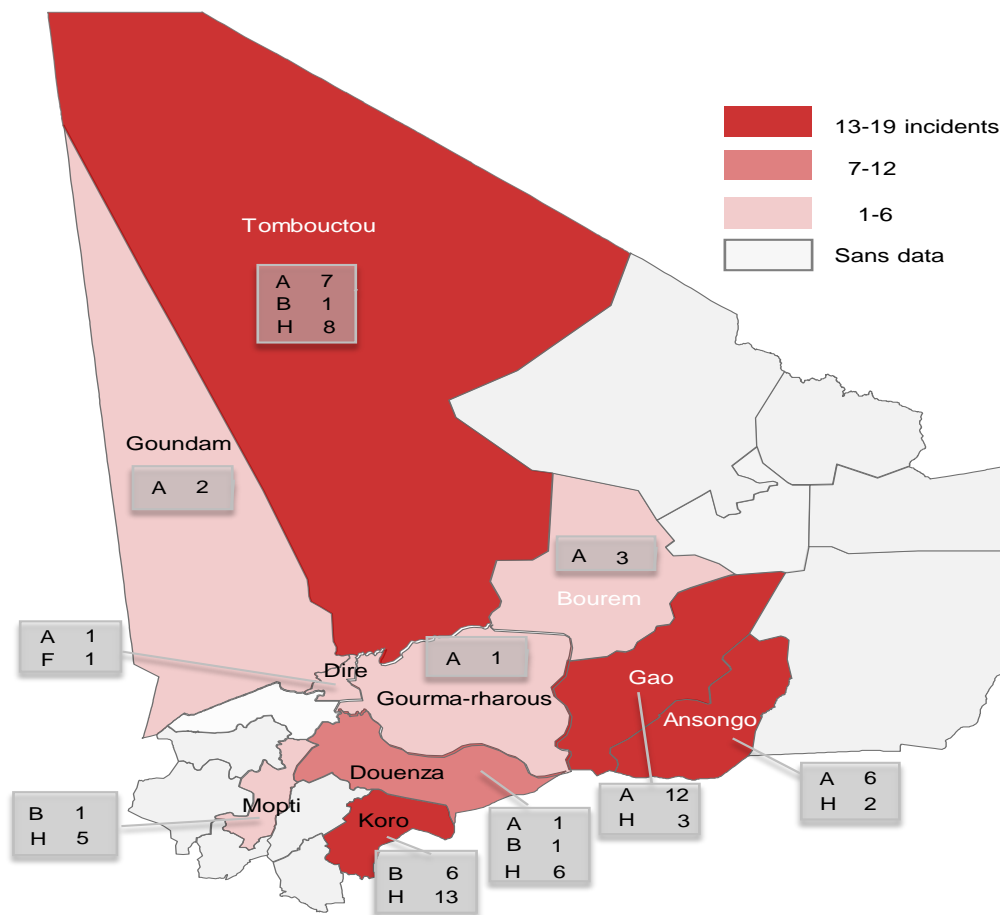 13-19 incidents
7-12
1-6
Sans data
Tombouctou
A 7
B 1
H 8
Goundam
A 2
A 3
Bourem
A 1
F 1
Dire
A 1
Gourma-rharous
Gao
Ansongo
Douenza
A 6
H 2
Mopti
B 1
H 5
Koro
A 12
H 3
A 1
B 1
H 6
B 6
H 13